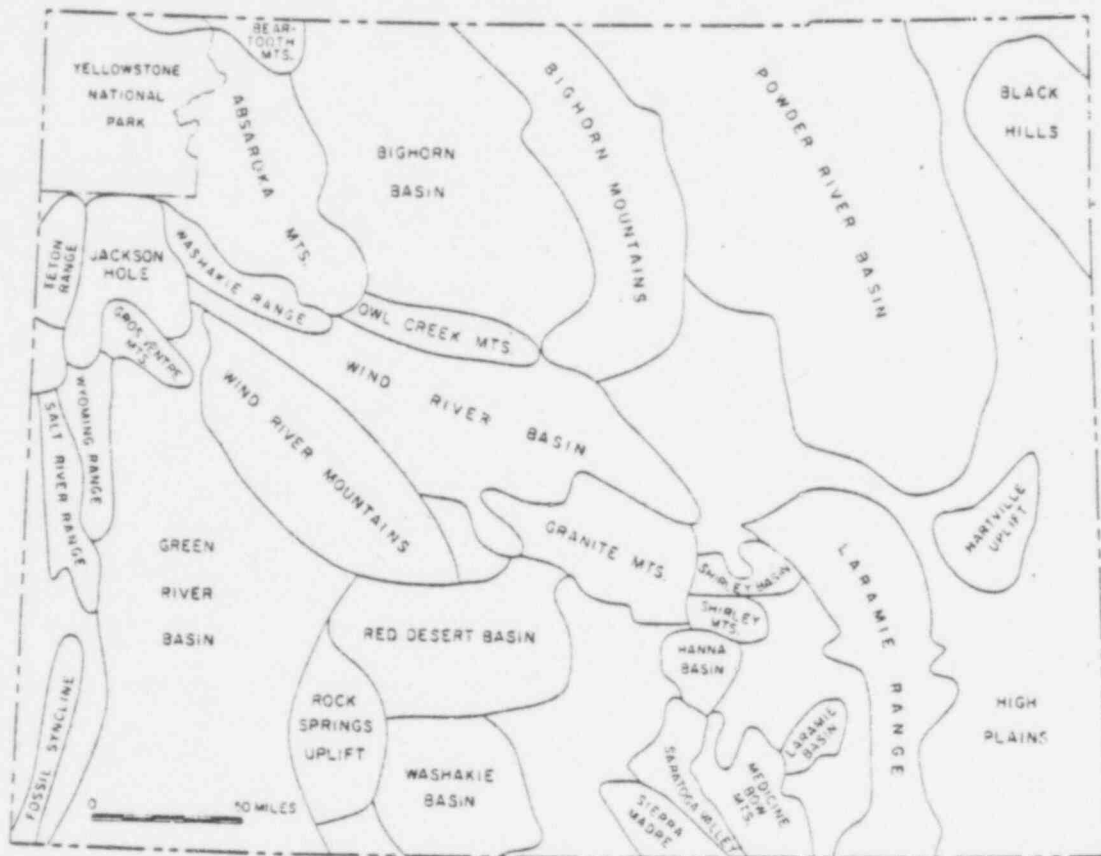 BEAR-
TOOTH
MTS.
YELLOWSTONE
NATIONAL
PARK
ABSAROKA MTS.
BIGHORN
BASIN
BIGHORN MOUNTAINS
POWDER RIVER BASIN
BLACK
HILLS
TETON
RANGE
JACKSON
HOLE
WASHAKIE RANGE
OWL CREEK MTS.
GROS VENTRE
MTS.
WIND RIVER BASIN
WIND RIVER MOUNTAINS
WYOMING RANGE
SALT RIVER RANGE
GREEN
RIVER
BASIN
GRANITE MTS.
SHIRLEY BASIN
SHIRLEY
MTS.
HANNA
BASIN
LARAMIE RANGE
HARTVILLE
UPLIFT
RED DESERT BASIN
ROCK
SPRINGS
UPLIFT
WASHAKIE
BASIN
LARAMIE
BASIN
HIGH
PLAINS
FOSSIL SYNCLINE
SARATOGA VALLEY
MEDICINE
BOW
MTS.
SIERRA
MADRE
0 50 MILES